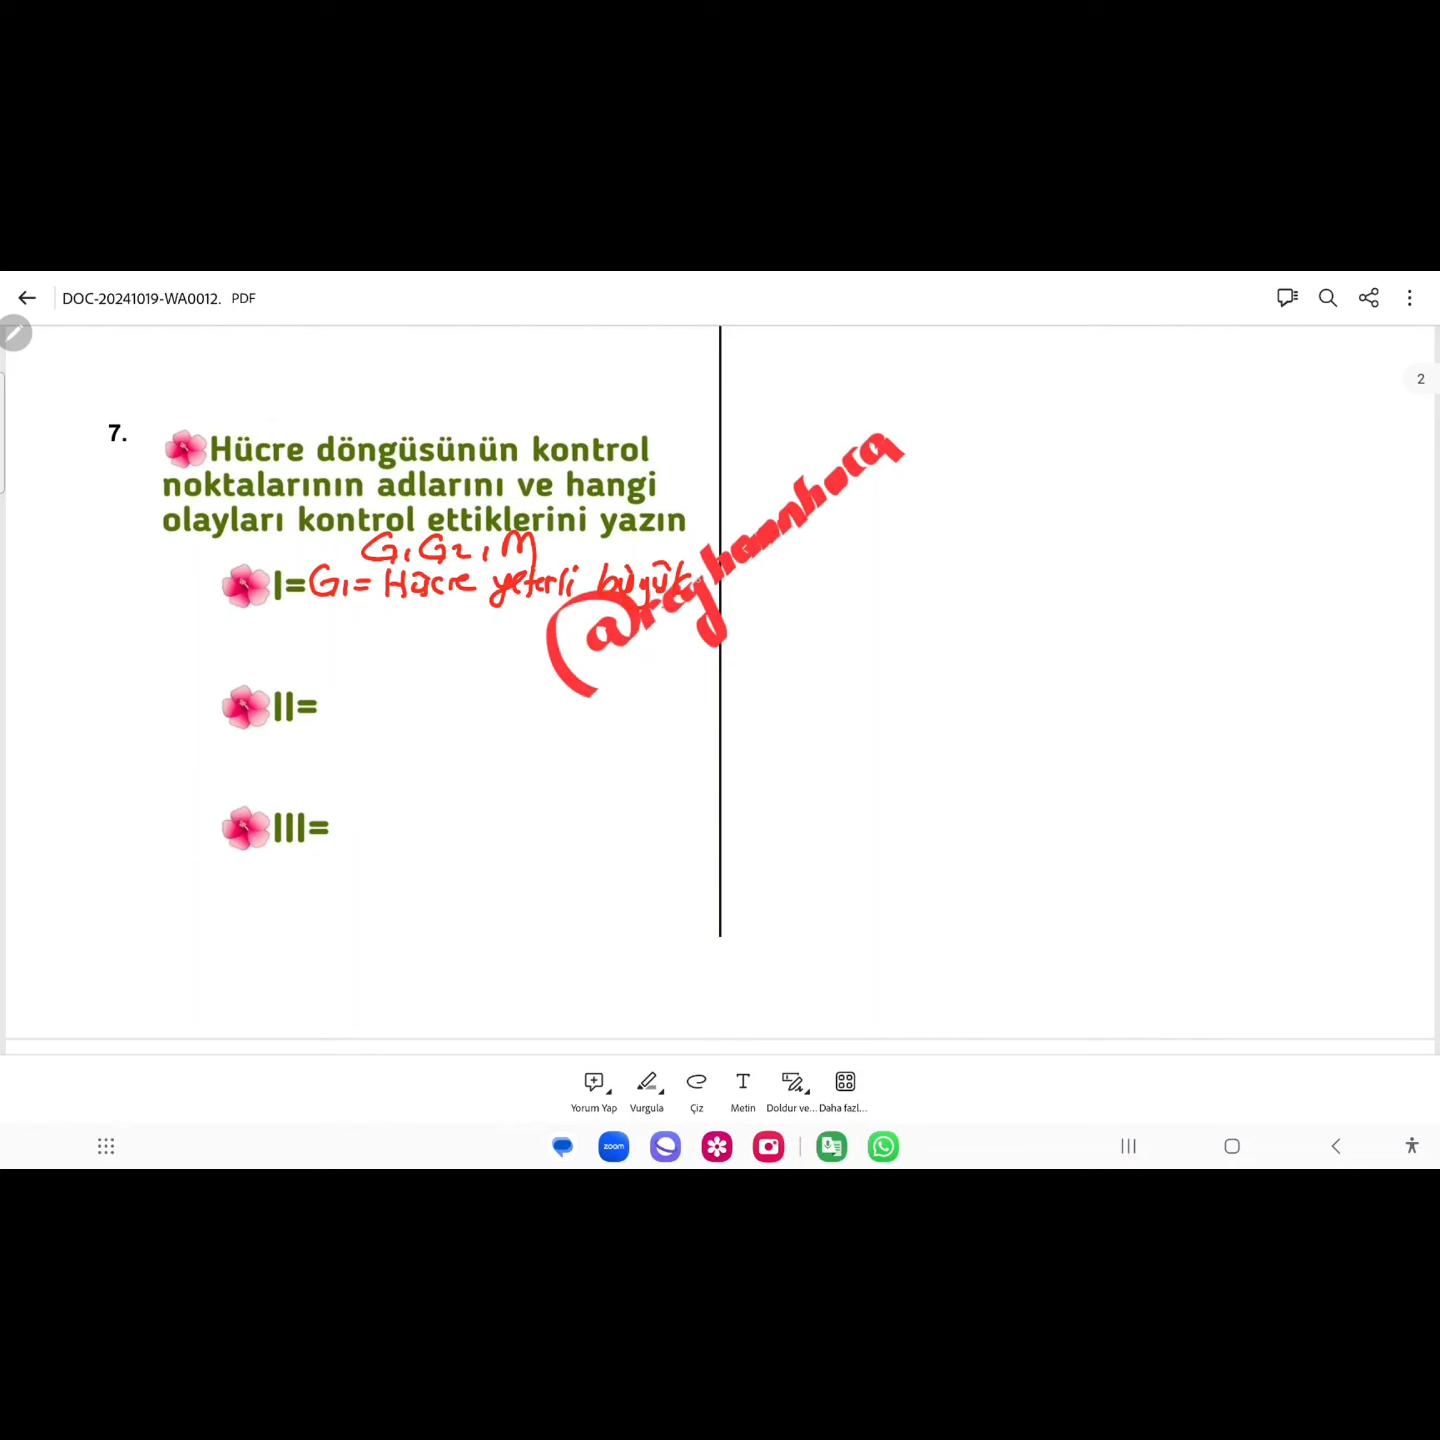 DOC-20241019-WA0012. PDF
2
7.
Hücre döngüsünün kontrol
noktalarının adlarını ve hangi
olayları kontrol ettiklerini yazın
G1 G2, M
I= G1 = Hücre yeterli büyük
II=
III=
Yorum Yap Vurgula Çiz Metin Doldur ve... Daha fazl...
zoom